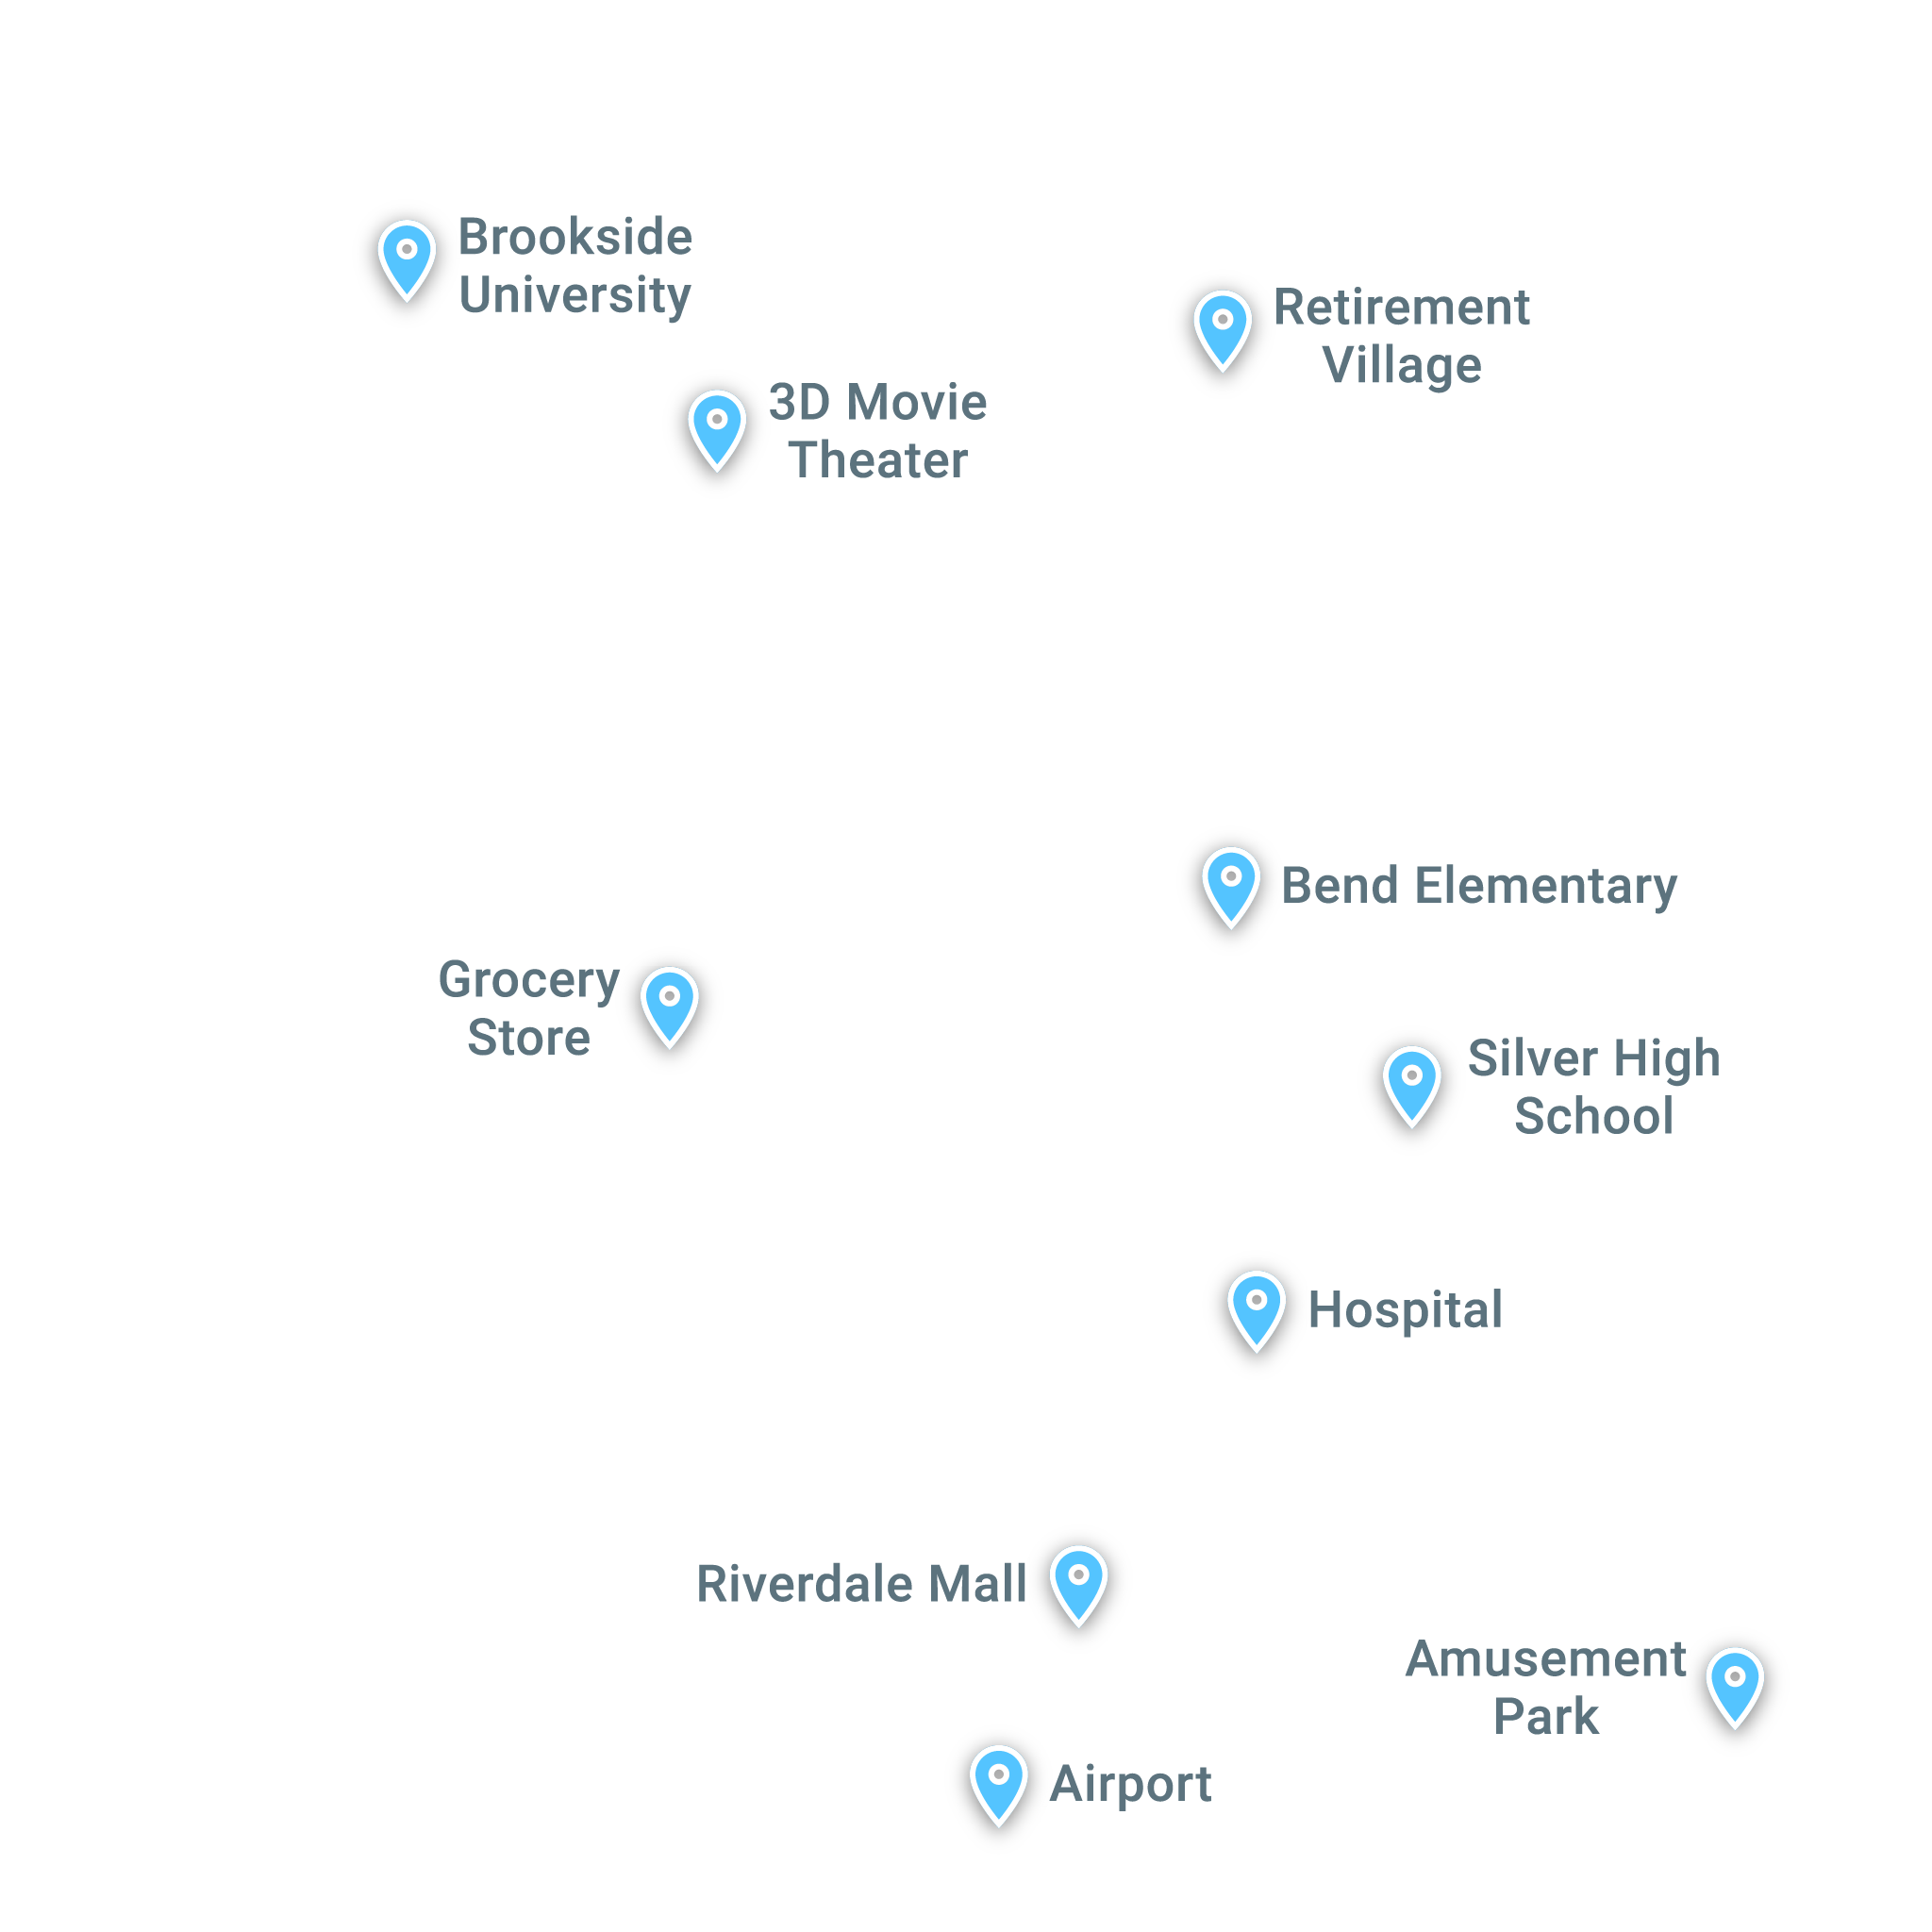 Brookside
University
Retirement
Village
3D Movie
Theater
Bend Elementary
Grocery
Store
Silver High
School
Hospital
Riverdale Mall
Amusement
Park
Airport